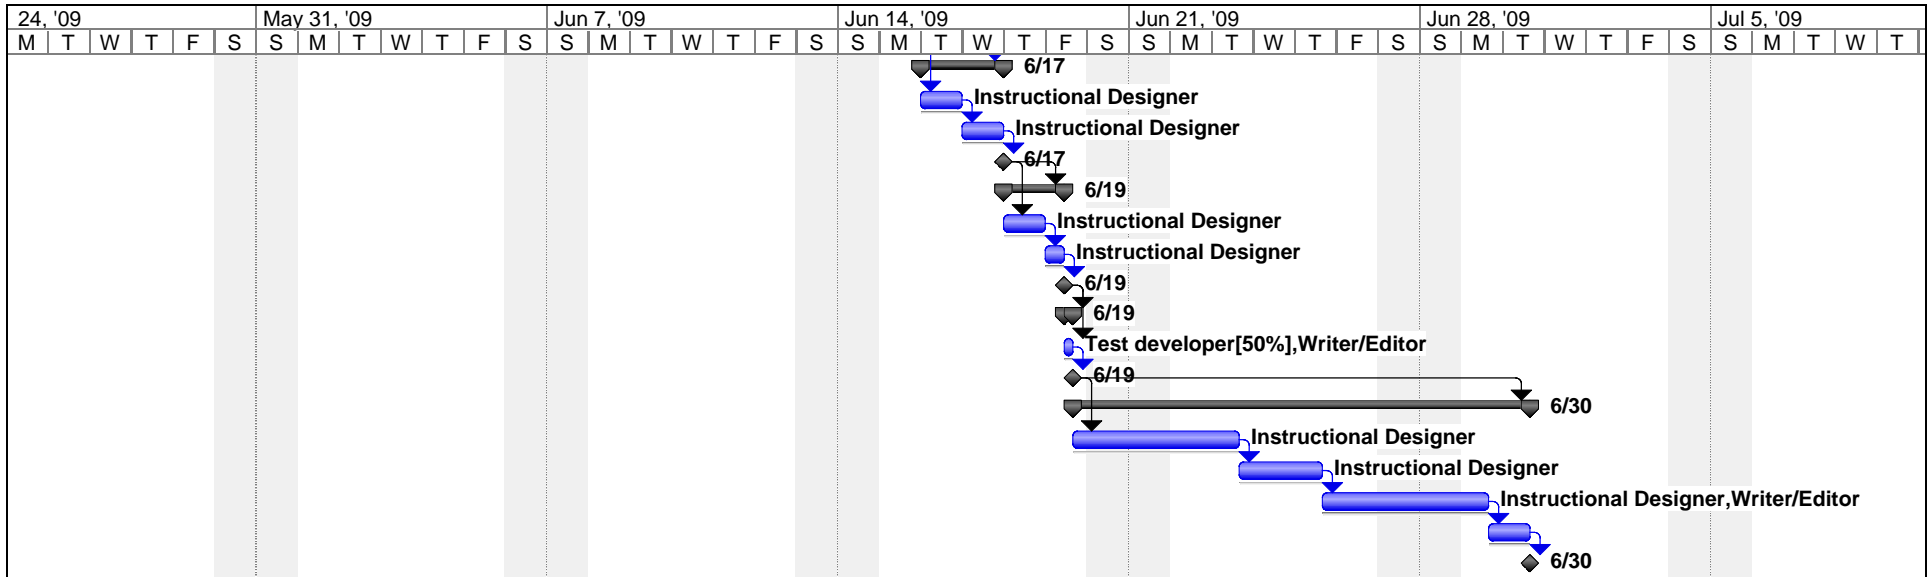 24, '09 May 31, '09 Jun 7, '09 Jun 14, '09 Jun 21, '09 Jun 28, '09 Jul 5, '09
M T W T F S S M T W T F S S M T W T F S S M T W T F S S M T W T F S S M T W T F S S M T W T
6/17
Instructional Designer
Instructional Designer
6/17
6/19
Instructional Designer
Instructional Designer
6/19
6/19
Test developer[50%],Writer/Editor
6/19
6/30
Instructional Designer
Instructional Designer
Instructional Designer,Writer/Editor
6/30